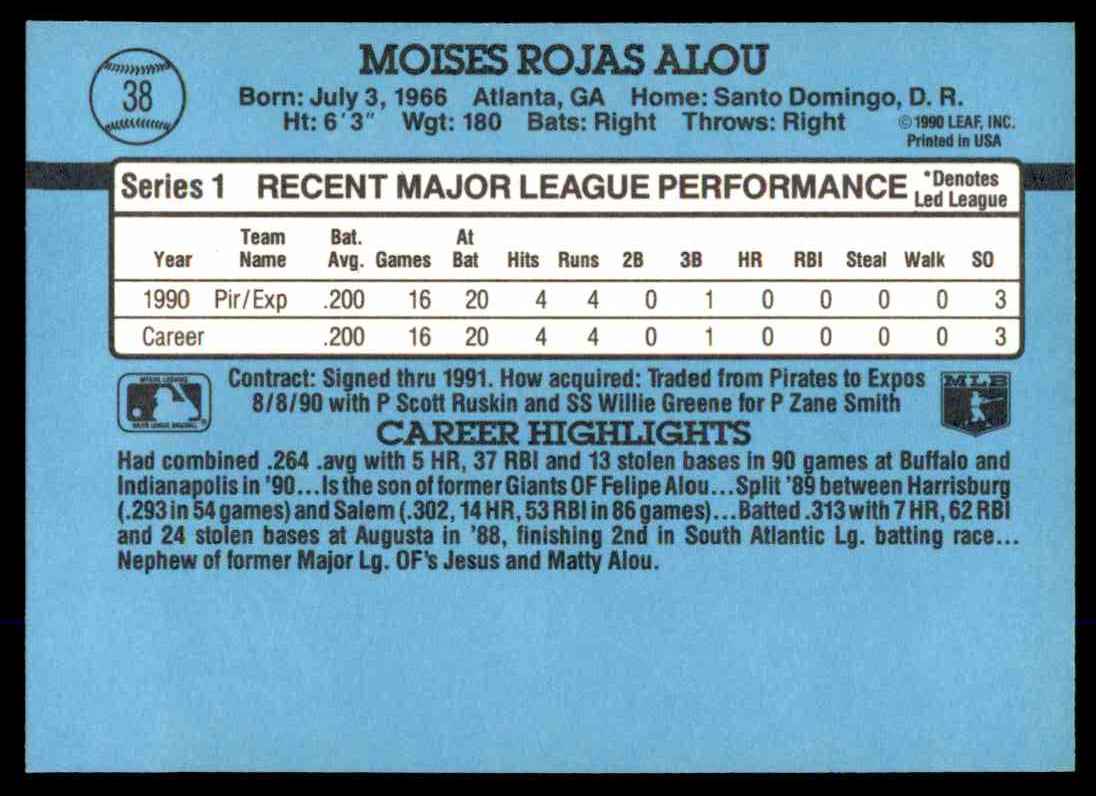 38
MOISES ROJAS ALOU
Born: July 3, 1966 Atlanta, GA Home: Santo Domingo, D. R.
Ht: 6'3" Wgt: 180 Bats: Right Throws: Right
©1990 LEAF, INC.
Printed in USA
Series 1 RECENT MAJOR LEAGUE PERFORMANCE *Denotes Led League
Year Team Name Bat. Avg. Games At Bat Hits Runs 2B 3B HR RBI Steal Walk SO
1990 Pir/Exp .200 16 20 4 4 0 1 0 0 0 0 3
Career .200 16 20 4 4 0 1 0 0 0 0 3
Contract: Signed thru 1991. How acquired: Traded from Pirates to Expos
8/8/90 with P Scott Ruskin and SS Willie Greene for P Zane Smith
MAJOR LEAGUE BASEBALL
MLB
CAREER HIGHLIGHTS
Had combined .264 .avg with 5 HR, 37 RBI and 13 stolen bases in 90 games at Buffalo and
Indianapolis in '90...Is the son of former Giants OF Felipe Alou...Split '89 between Harrisburg
(.293 in 54 games) and Salem (.302, 14 HR, 53 RBI in 86 games)...Batted .313 with 7 HR, 62 RBI
and 24 stolen bases at Augusta in '88, finishing 2nd in South Atlantic Lg. batting race...
Nephew of former Major Lg. OF's Jesus and Matty Alou.